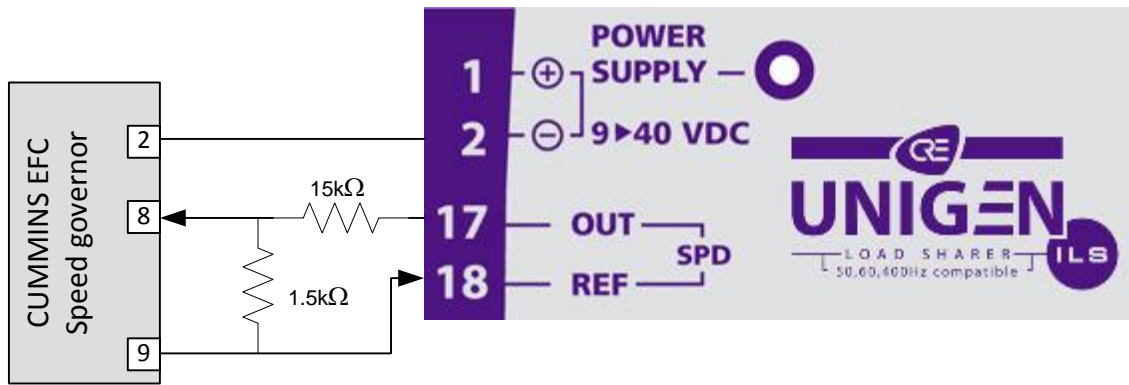 CUMMINS EFC
Speed governor
2
8
9
15kΩ
1.5kΩ
1
2
17
18
+
POWER
SUPPLY
−
9▶40 VDC
OUT
REF
SPD
CRE
UNIGEN
LOAD SHARER
50,60,400Hz compatible
ILS